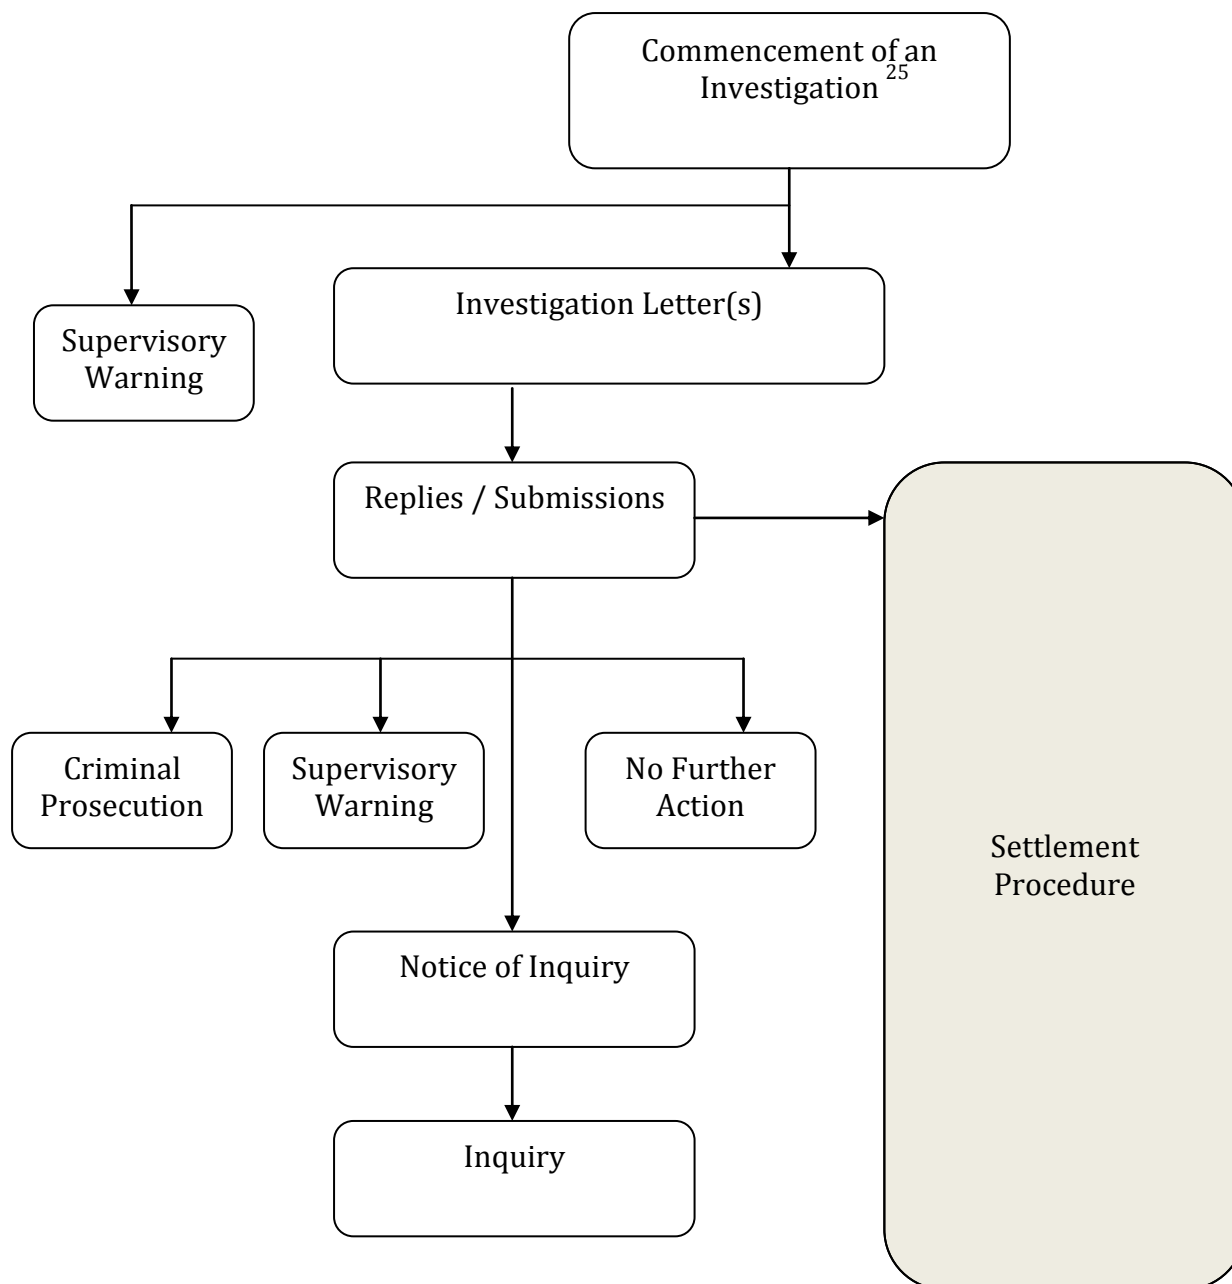 Commencement of an
Investigation 25
Supervisory
Warning
Investigation Letter(s)
Replies / Submissions
Criminal
Prosecution
Supervisory
Warning
No Further
Action
Settlement
Procedure
Notice of Inquiry
Inquiry